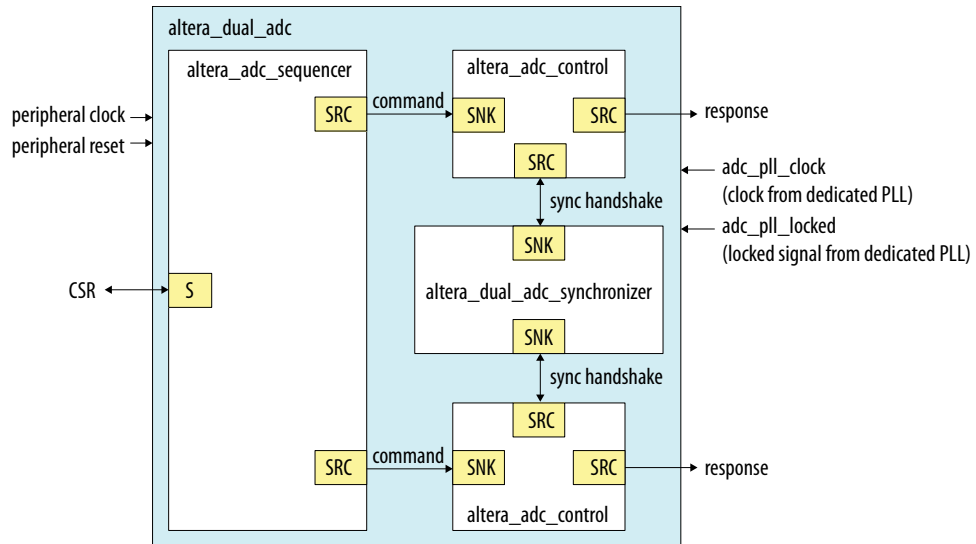 altera_dual_adc
altera_adc_sequencer
altera_adc_control
peripheral clock
peripheral reset
SRC
command
SNK
SRC
response
SRC
adc_pll_clock
(clock from dedicated PLL)
sync handshake
adc_pll_locked
(locked signal from dedicated PLL)
SNK
CSR
S
altera_dual_adc_synchronizer
SNK
sync handshake
SRC
SRC
command
SNK
SRC
response
altera_adc_control